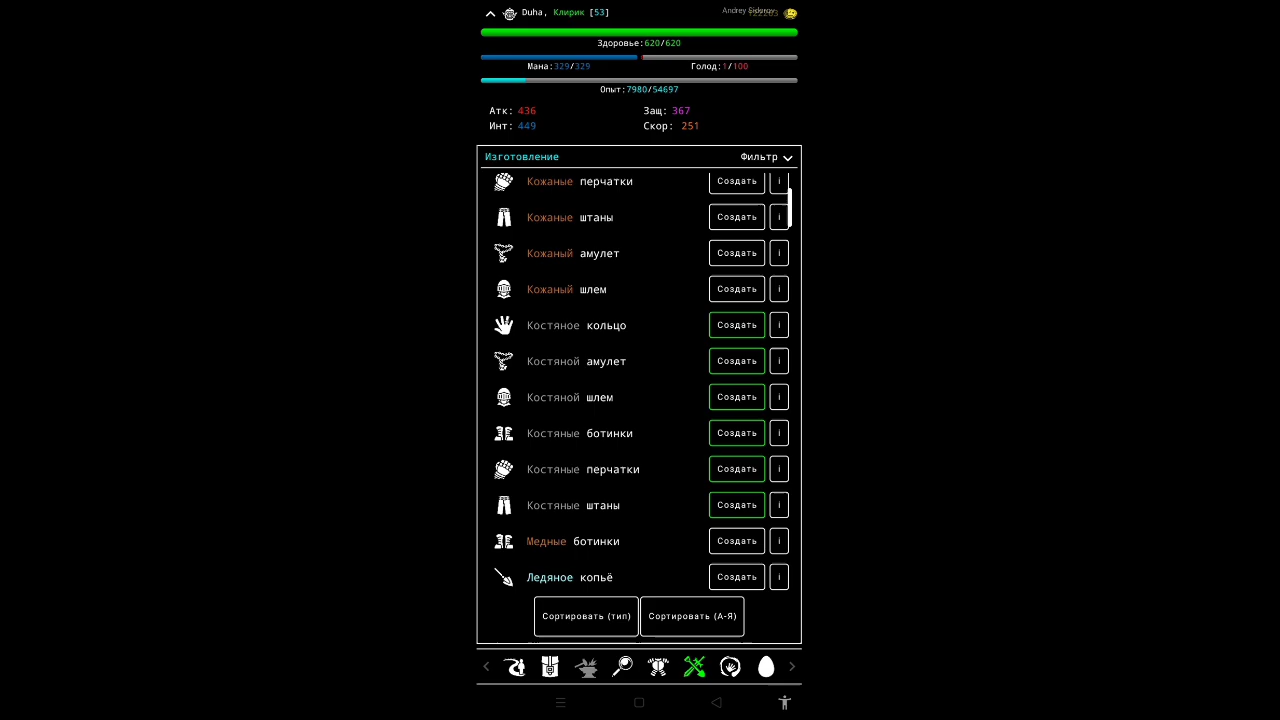 Duha, Клирик [53]
Andrey Sidorov
Здоровье:620/620
Мана:329/329 Голод:1/100
Опыт:7980/54697
Атк: 436 Защ: 367
Инт: 449 Скор: 251
Изготовление Фильтр
Кожаные перчатки Создать i
Кожаные штаны Создать i
Кожаный амулет Создать i
Кожаный шлем Создать i
Костяное кольцо Создать i
Костяной амулет Создать i
Костяной шлем Создать i
Костяные ботинки Создать i
Костяные перчатки Создать i
Костяные штаны Создать i
Медные ботинки Создать i
Ледяное копьё Создать i
Сортировать (тип) Сортировать (А-Я)